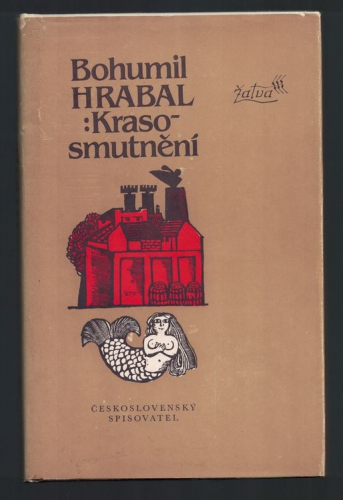 Bohumil
HRABAL
:Kraso-
smutnění
žatva
ČESKOSLOVENSKÝ
SPISOVATEL